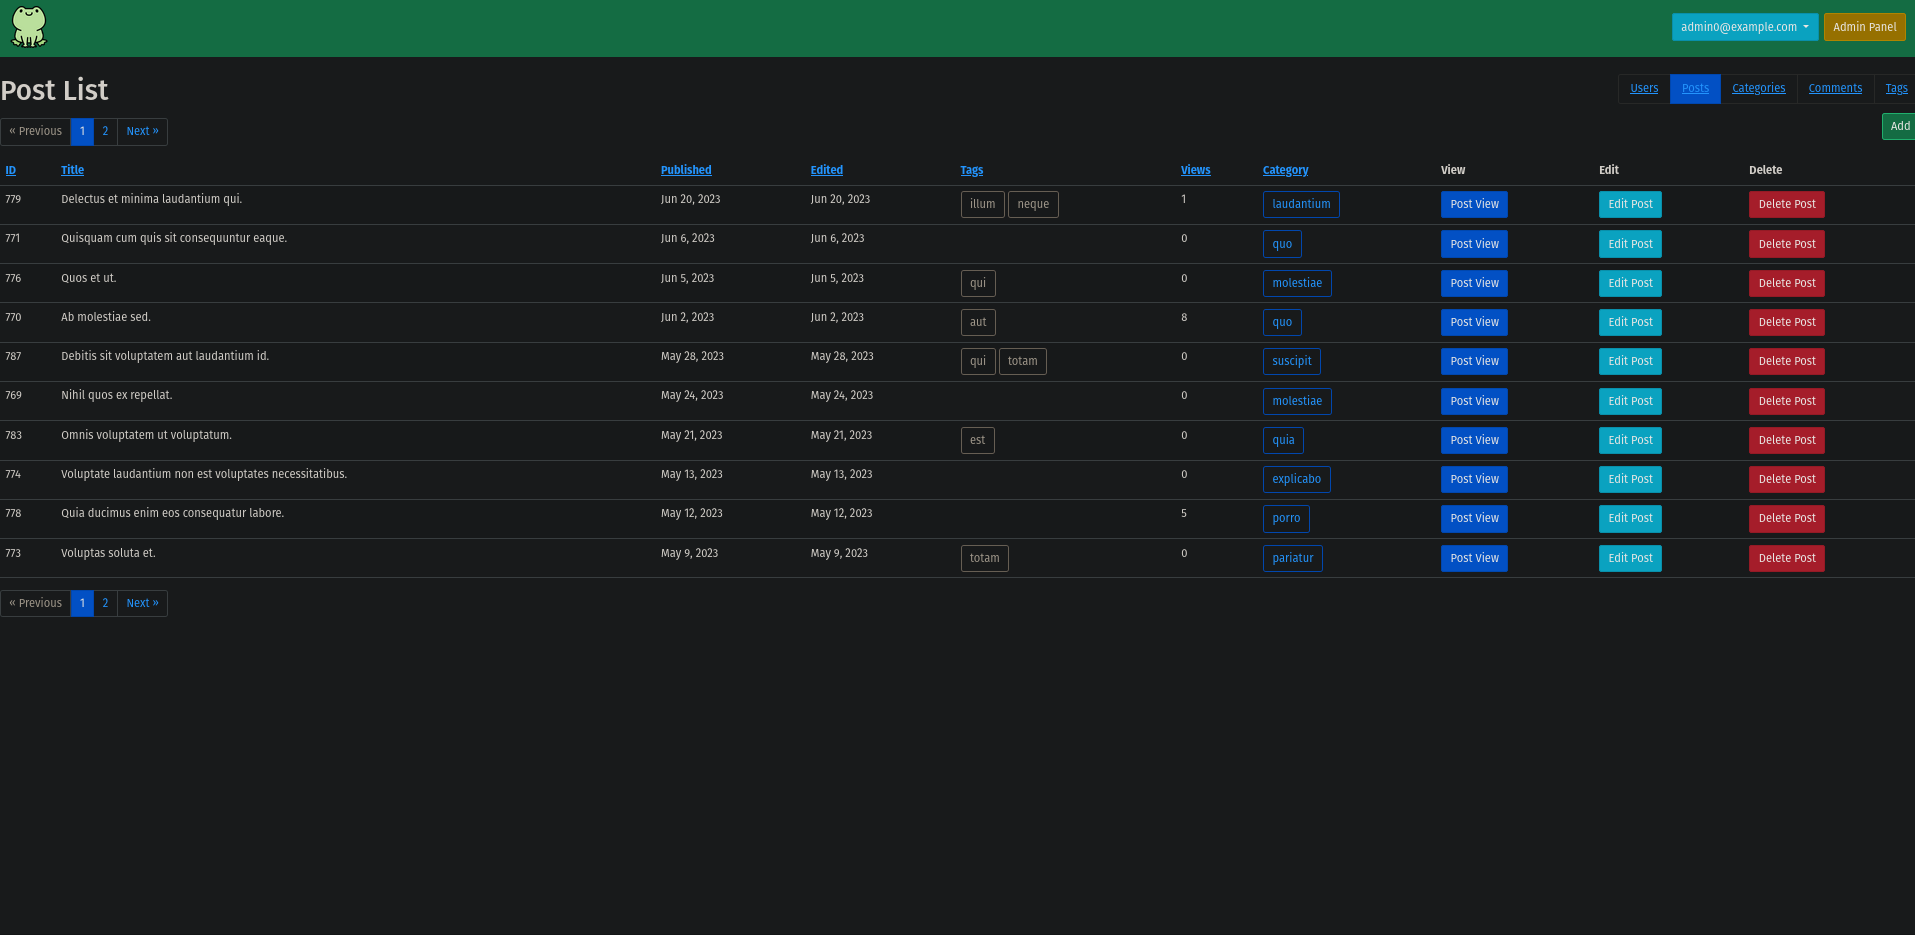 admin0@example.com Admin Panel
Post List Users Posts Categories Comments Tags
« Previous 1 2 Next » Add
ID Title Published Edited Tags Views Category View Edit Delete
779 Delectus et minima laudantium qui. Jun 20, 2023 Jun 20, 2023 illum neque 1 laudantium Post View Edit Post Delete Post
771 Quisquam cum quis sit consequuntur eaque. Jun 6, 2023 Jun 6, 2023 0 quo Post View Edit Post Delete Post
776 Quos et ut. Jun 5, 2023 Jun 5, 2023 qui 0 molestiae Post View Edit Post Delete Post
770 Ab molestiae sed. Jun 2, 2023 Jun 2, 2023 aut 8 quo Post View Edit Post Delete Post
787 Debitis sit voluptatem aut laudantium id. May 28, 2023 May 28, 2023 qui totam 0 suscipit Post View Edit Post Delete Post
769 Nihil quos ex repellat. May 24, 2023 May 24, 2023 0 molestiae Post View Edit Post Delete Post
783 Omnis voluptatem ut voluptatum. May 21, 2023 May 21, 2023 est 0 quia Post View Edit Post Delete Post
774 Voluptate laudantium non est voluptates necessitatibus. May 13, 2023 May 13, 2023 0 explicabo Post View Edit Post Delete Post
778 Quia ducimus enim eos consequatur labore. May 12, 2023 May 12, 2023 5 porro Post View Edit Post Delete Post
773 Voluptas soluta et. May 9, 2023 May 9, 2023 totam 0 pariatur Post View Edit Post Delete Post
« Previous 1 2 Next »